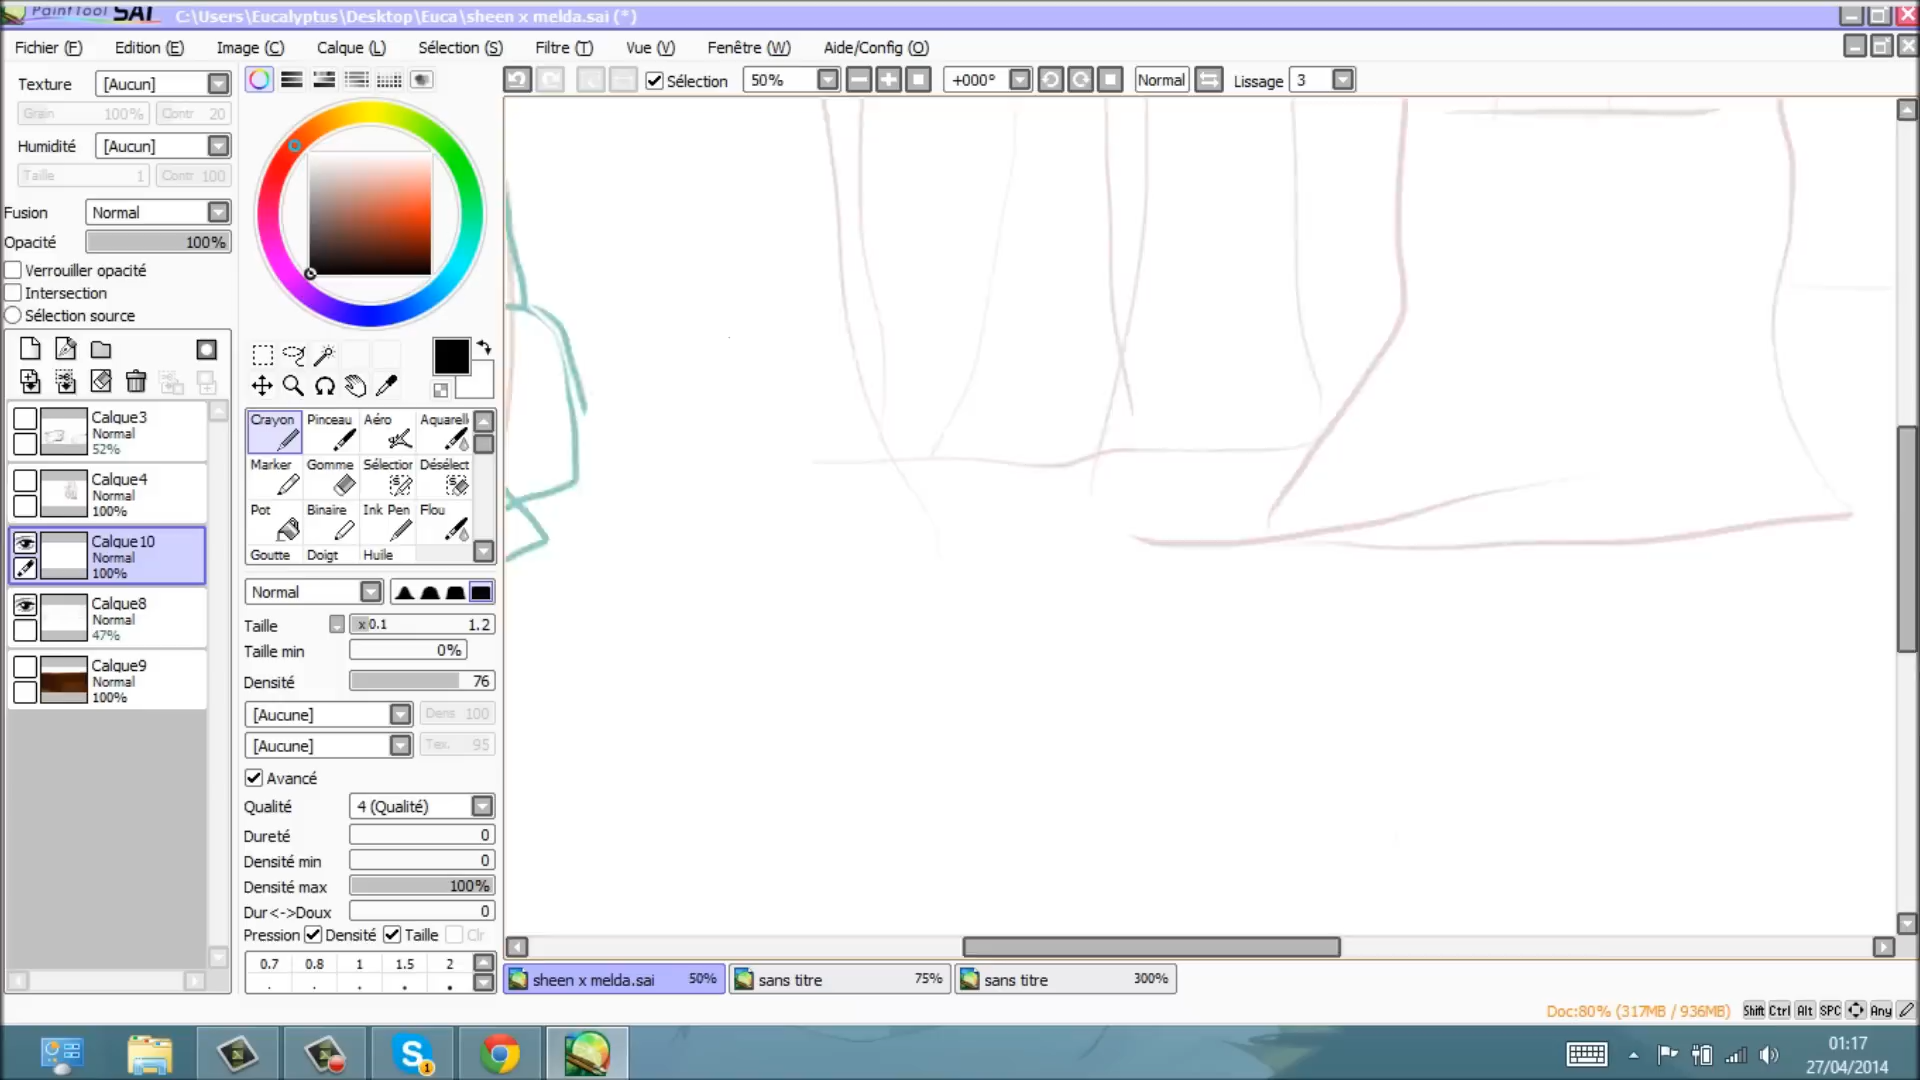 PaintTool SAI C:\Users\Eucalyptus\Desktop\Euca\sheen x melda.sai (*)
Fichier (F) Edition (E) Image (C) Calque (L) Sélection (S) Filtre (T) Vue (V) Fenêtre (W) Aide/Config (O)
Sélection 50% +000° Normal Lissage 3
Texture [Aucun]
Grain 100% Contr 20
Humidité [Aucun]
Taille 1 Contr 100
Fusion Normal
Opacité 100%
Verrouiller opacité
Intersection
Sélection source
Calque3
Normal
52%
Calque4
Normal
100%
Calque10
Normal
100%
Calque8
Normal
47%
Calque9
Normal
100%
Crayon Pinceau Aéro Aquarell
Marker Gomme Sélection Désélect
Pot Binaire Ink Pen Flou
Goutte Doigt Huile
Normal
Taille x 0.1 1.2
Taille min 0%
Densité 76
[Aucune] Dens 100
[Aucune] Tex. 95
Avancé
Qualité 4 (Qualité)
Dureté 0
Densité min 0
Densité max 100%
Dur<->Doux 0
Pression Densité Taille Clr
0.7 0.8 1 1.5 2
sheen x melda.sai 50% sans titre 75% sans titre 300%
Doc:80% (317MB / 936MB) Shift Ctrl Alt SPC Any
S 1
01:17
27/04/2014